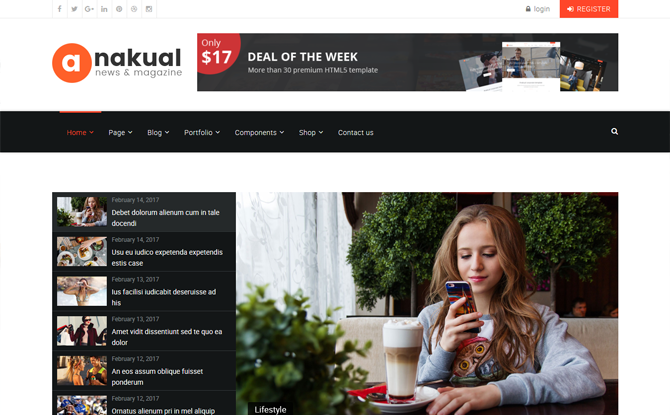 login
REGISTER
a nakual
news & magazine
Only
$17
DEAL OF THE WEEK
More than 30 premium HTML5 template
Home Page Blog Portfolio Components Shop Contact us
February 14, 2017
Debet dolorum alienum cum in tale
docendi
February 14, 2017
Usu eu iudico expetenda expetendis
estis case
February 13, 2017
Ius facilisi iudicabit deseruisse ad
his
February 13, 2017
Amet vidit dissentiunt sed te quo ea
dolor
February 12, 2017
An eos assum oblique fuisset
ponderum
February 12, 2017
Ornatus alienum pri in mel aliquip
Lifestyle